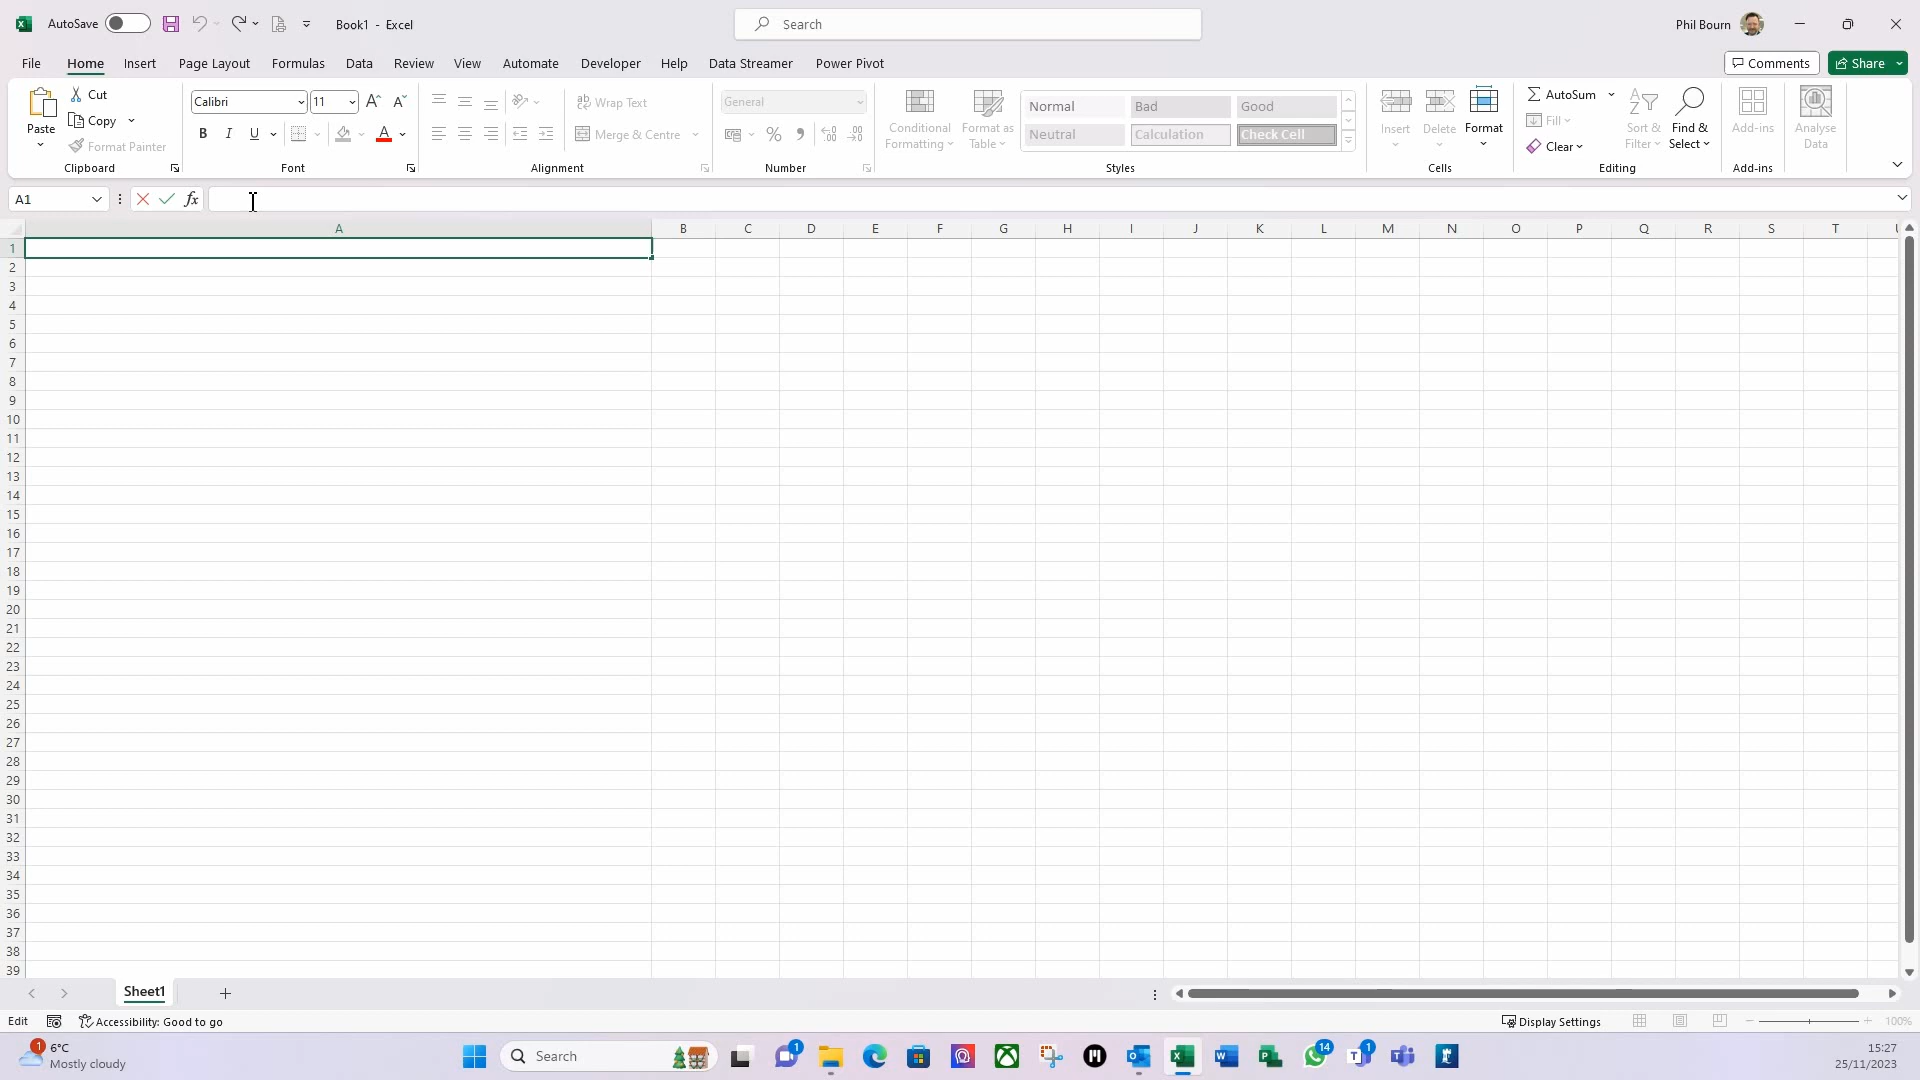 AutoSave Book1 - Excel Search Phil Bourn
File Home Insert Page Layout Formulas Data Review View Automate Developer Help Data Streamer Power Pivot Comments Share
Paste Cut Copy Format Painter Clipboard
Calibri 11 B I U A Font
ab Wrap Text Merge & Centre Alignment
General % Number
Conditional Formatting Format as Table
Normal Bad Good
Neutral Calculation Check Cell
Styles
Insert Delete Format Cells
AutoSum Fill Clear Sort & Filter Find & Select Editing
Add-ins Add-ins
Analyse Data
A1 fx
A B C D E F G H I J K L M N O P Q R S T
1
2
3
4
5
6
7
8
9
10
11
12
13
14
15
16
17
18
19
20
21
22
23
24
25
26
27
28
29
30
31
32
33
34
35
36
37
38
39
Sheet1
Edit Accessibility: Good to go Display Settings 100%
1 6°C Search 1 14 1 15:27
Mostly cloudy 25/11/2023